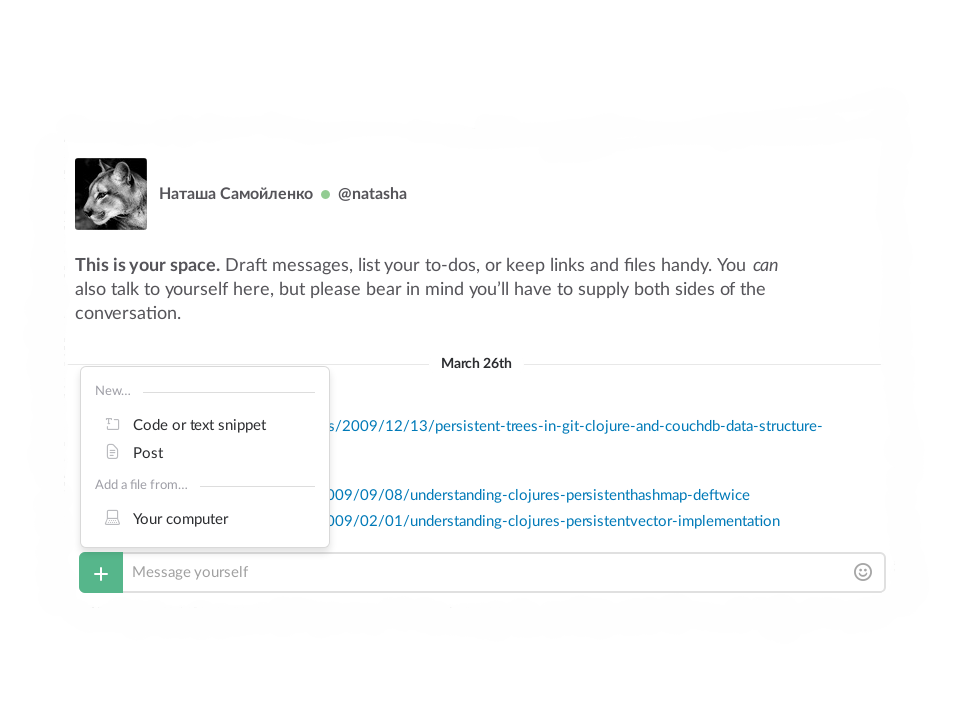 Наташа Самойленко @natasha
This is your space. Draft messages, list your to-dos, or keep links and files handy. You can
also talk to yourself here, but please bear in mind you'll have to supply both sides of the
conversation.
March 26th
New...
Code or text snippet
s/2009/12/13/persistent-trees-in-git-clojure-and-couchdb-data-structure-
Post
Add a file from...
009/09/08/understanding-clojures-persistenthashmap-deftwice
Your computer
009/02/01/understanding-clojures-persistentvector-implementation
+ Message yourself